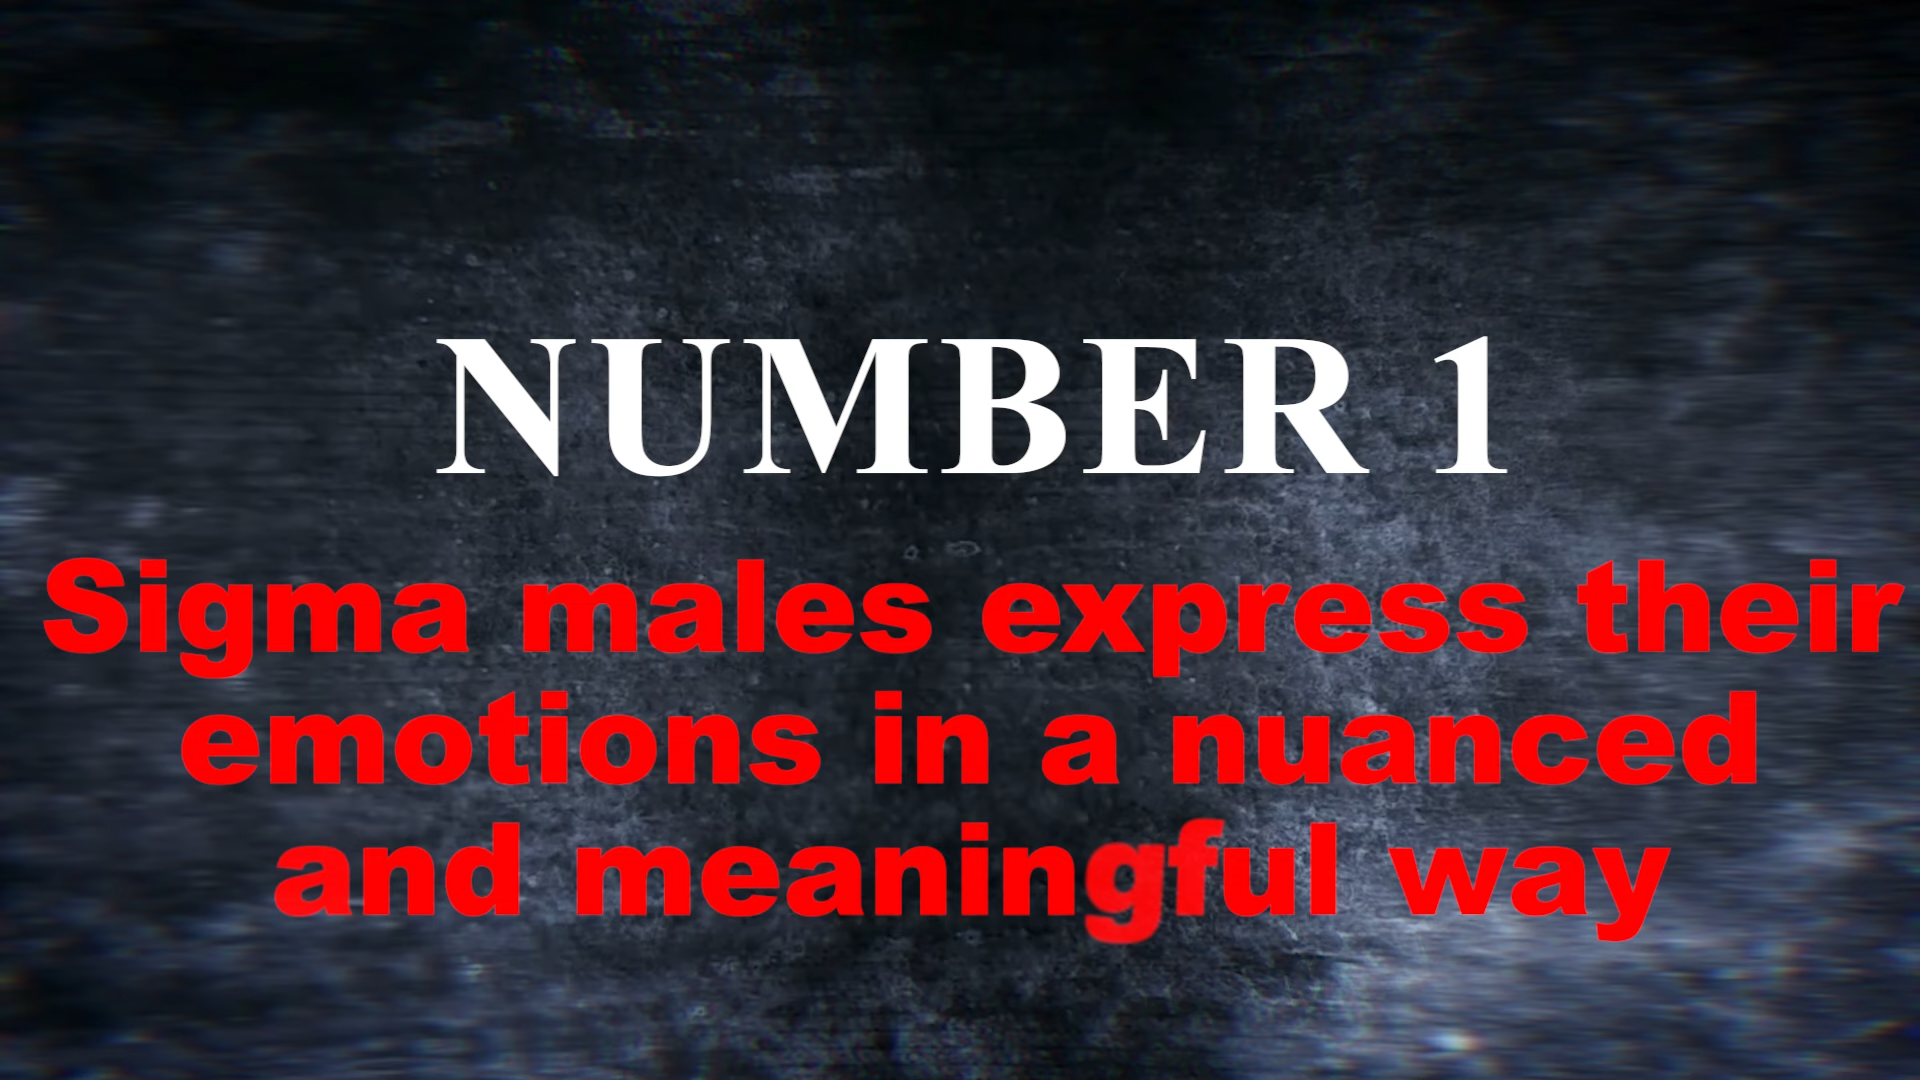 NUMBER 1
Sigma males express their
emotions in a nuanced
and meaningful way